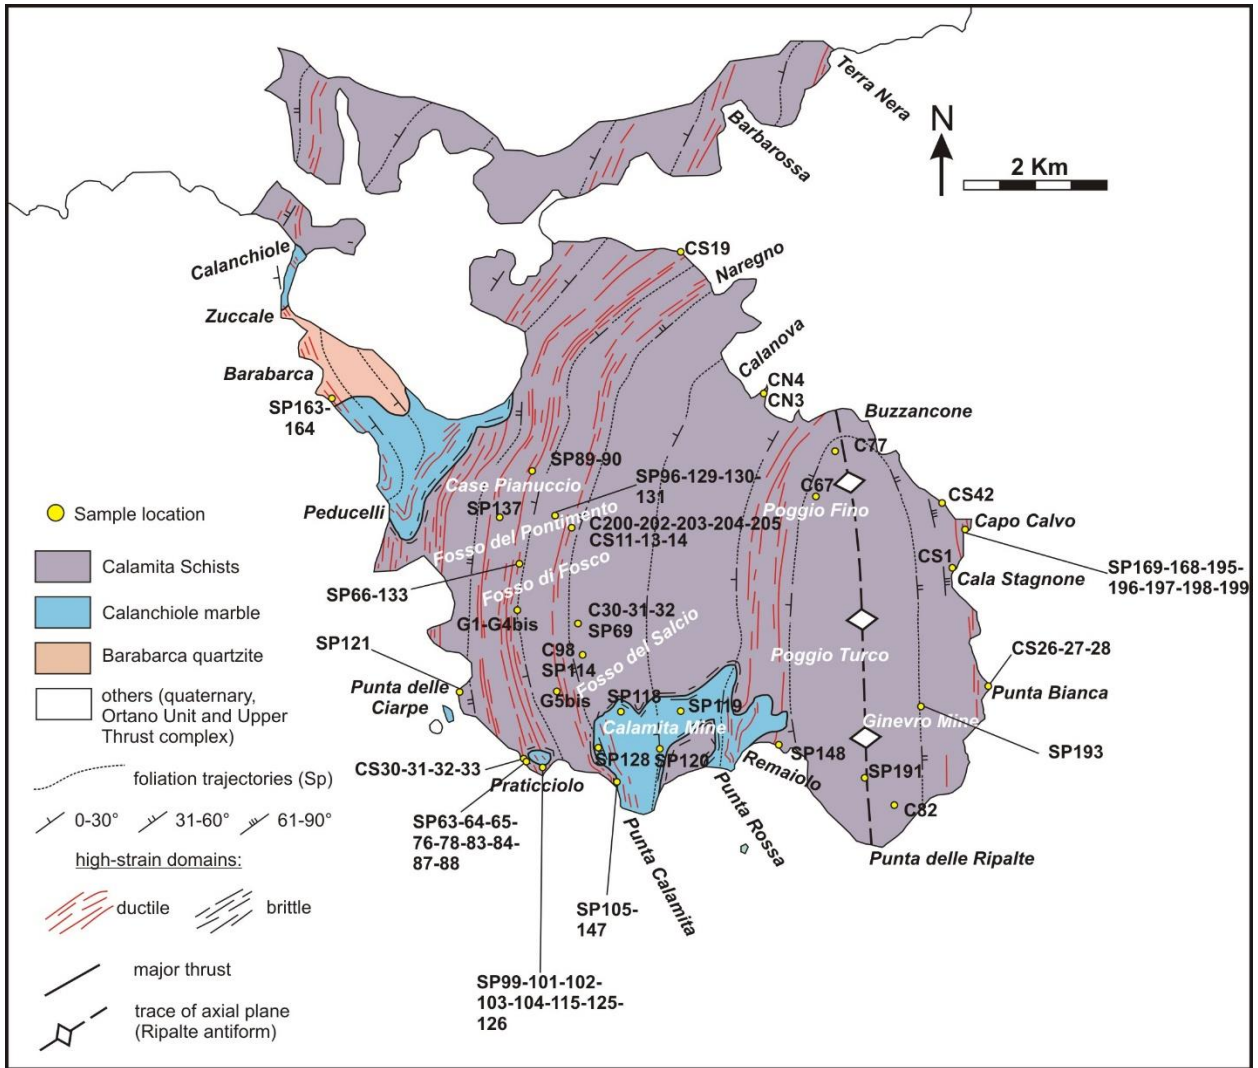 Terra Nera
Barbarossa
N
2 Km
Calanchiole
CS19
Naregno
Zuccale
Calanova
Barabarca
CN4
CN3
SP163-
164
Buzzancone
C77
SP89-90
Case Pianuccio
SP96-129-130-
131
C67
Poggio Fino
CS42
Capo Calvo
Peducelli
SP137
Fosso del Pontimento
C200-202-203-204-205
CS11-13-14
CS1
Cala Stagnone
SP169-168-195-
196-197-198-199
SP66-133
Fosso di Fosco
G1-G4bis
C30-31-32
SP69
SP121
C98
SP114
Fosso del Salcio
Poggio Turco
CS26-27-28
Punta Bianca
Punta delle
Ciarpe
G5bis
SP118
SP119
Calamita Mine
Ginevro Mine
SP193
SP128
SP120
SP148
Remaiolo
SP191
CS30-31-32-33
Praticciolo
Punta Rossa
C82
SP63-64-65-
76-78-83-84-
87-88
Punta Calamita
Punta delle Ripalte
SP105-
147
SP99-101-102-
103-104-115-125-
126
Sample location
Calamita Schists
Calanchiole marble
Barabarca quartzite
others (quaternary,
Ortano Unit and Upper
Thrust complex)
foliation trajectories (Sp)
0-30° 31-60° 61-90°
high-strain domains:
ductile brittle
major thrust
trace of axial plane
(Ripalte antiform)